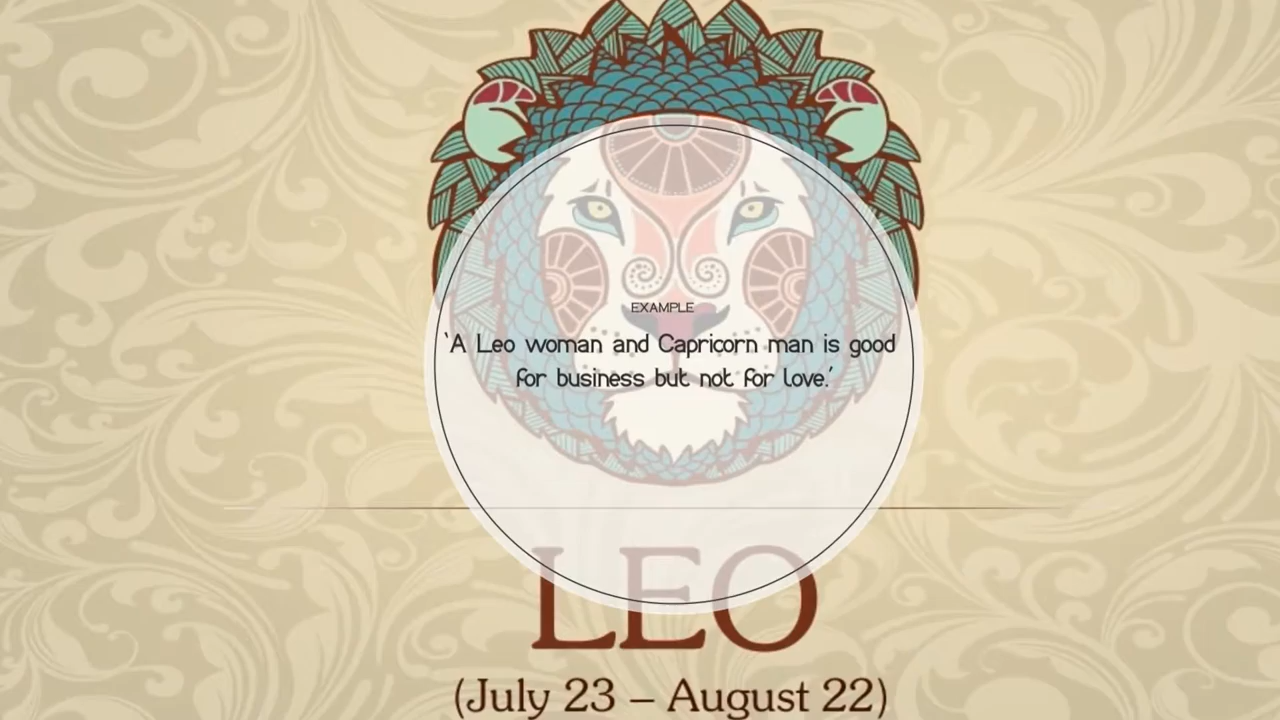 EXAMPLE
‘A Leo woman and Capricorn man is good
for business but not for love.’
LEO
(July 23 – August 22)